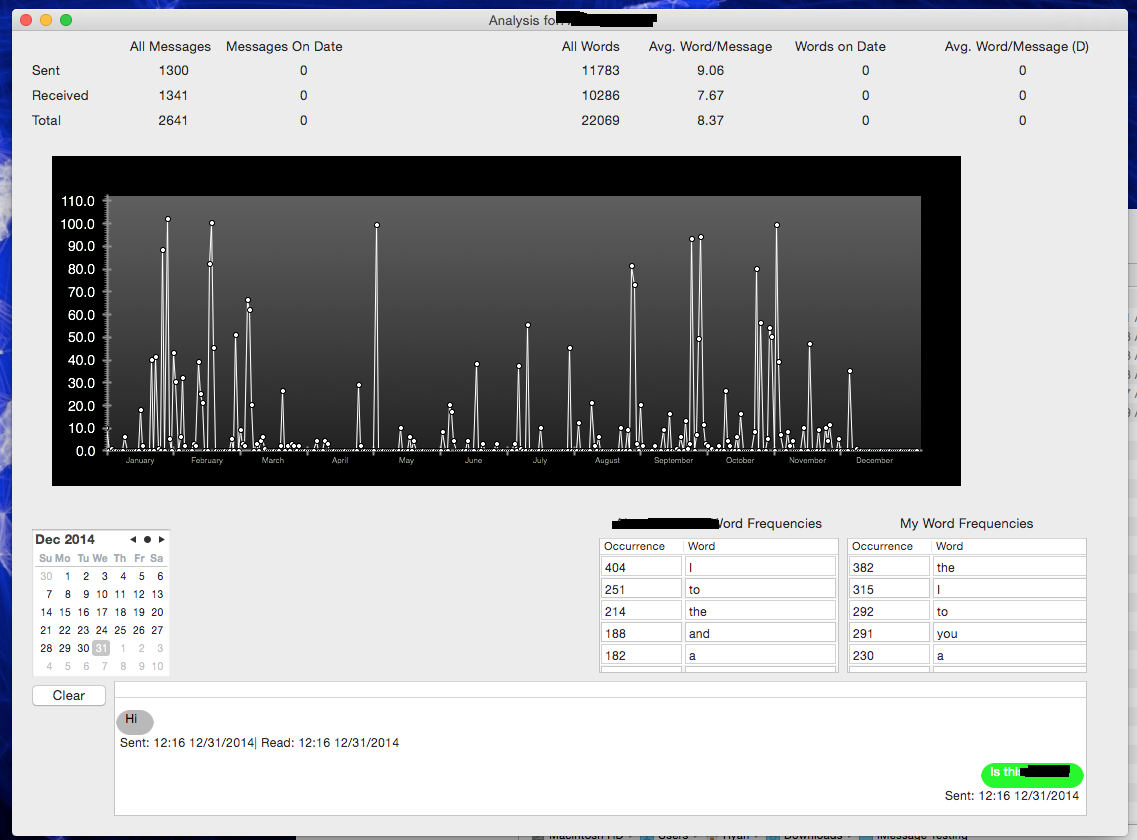 Analysis for
All Messages Messages On Date All Words Avg. Word/Message Words on Date Avg. Word/Message (D)
Sent 1300 0 11783 9.06 0 0
Received 1341 0 10286 7.67 0 0
Total 2641 0 22069 8.37 0 0
110.0
100.0
90.0
80.0
70.0
60.0
50.0
40.0
30.0
20.0
10.0
0.0
January February March April May June July August September October November December
Dec 2014
Su Mo Tu We Th Fr Sa
30 1 2 3 4 5 6
7 8 9 10 11 12 13
14 15 16 17 18 19 20
21 22 23 24 25 26 27
28 29 30 31 1 2 3
4 5 6 7 8 9 10
Clear
Word Frequencies
Occurrence Word
404 I
251 to
214 the
188 and
182 a
My Word Frequencies
Occurrence Word
382 the
315 I
292 to
291 you
230 a
Hi
Sent: 12:16 12/31/2014| Read: 12:16 12/31/2014
Is thi
Sent: 12:16 12/31/2014
Macintosh HD Users Ryan Downloads iMessage Testing